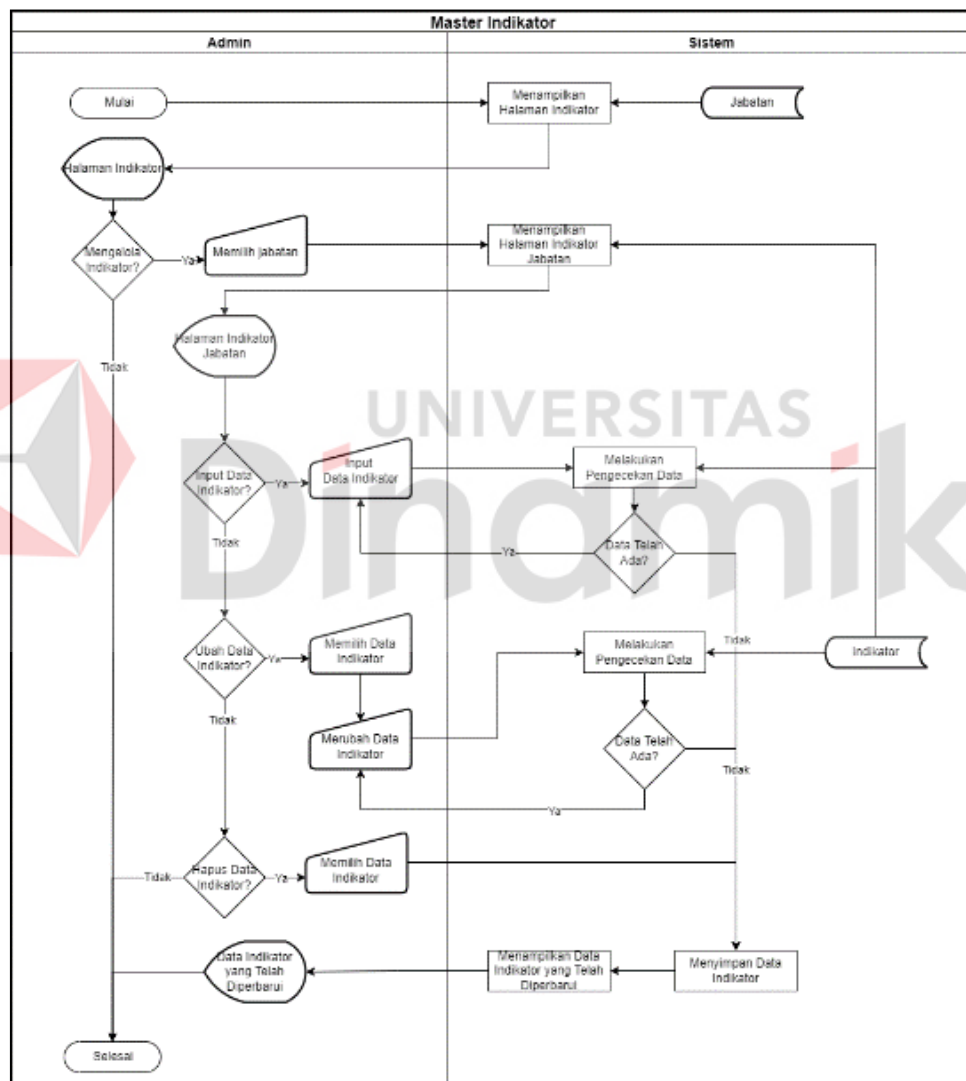 Master Indikator
Admin
Sistem
Mulai
Menampilkan
Halaman Indikator
Jabatan
Halaman Indikator
Mengelola
Indikator?
Ya
Memilih Jabatan
Menampilkan
Halaman Indikator
Jabatan
Halaman Indikator
Jabatan
Tidak
UNIVERSITAS
Dinamika
Input Data
Indikator?
Ya
Input
Data Indikator
Melakukan
Pengecekan Data
Tidak
Ya
Data Telah
Ada?
Ubah Data
Indikator?
Ya
Memilih Data
Indikator
Melakukan
Pengecekan Data
Tidak
Indikator
Tidak
Merubah Data
Indikator
Data Telah
Ada?
Tidak
Ya
Tidak
Hapus Data
Indikator?
Ya
Memilih Data
Indikator
Data Indikator
yang Telah
Diperbarui
Menampilkan Data
Indikator yang Telah
Diperbarui
Menyimpan Data
Indikator
Selesai